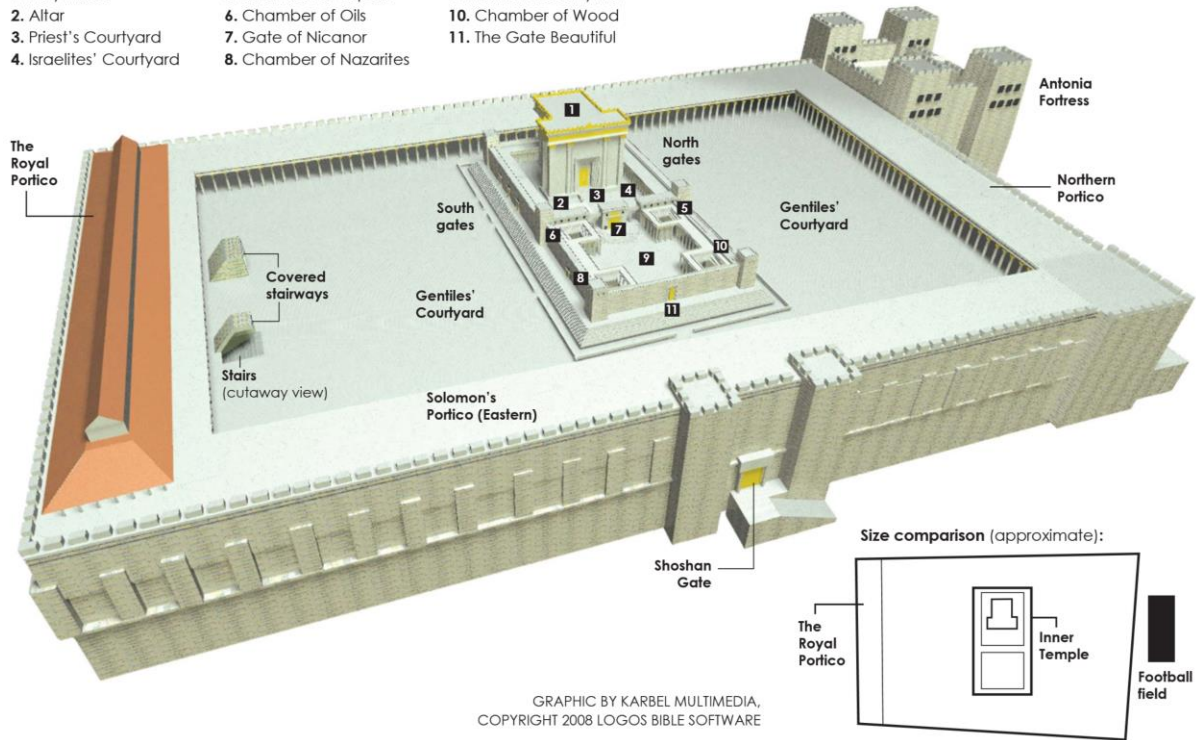 2. Altar
3. Priest's Courtyard
4. Israelites' Courtyard
6. Chamber of Oils
7. Gate of Nicanor
8. Chamber of Nazarites
10. Chamber of Wood
11. The Gate Beautiful
Antonia
Fortress
The
Royal
Portico
1
North
gates
Northern
Portico
4
3
2
5
South
gates
Gentiles'
Courtyard
7
6
10
9
8
Covered
stairways
Gentiles'
Courtyard
11
Stairs
(cutaway view)
Solomon's
Portico (Eastern)
Shoshan
Gate
Size comparison (approximate):
The
Royal
Portico
Inner
Temple
Football
field
GRAPHIC BY KARBEL MULTIMEDIA,
COPYRIGHT 2008 LOGOS BIBLE SOFTWARE